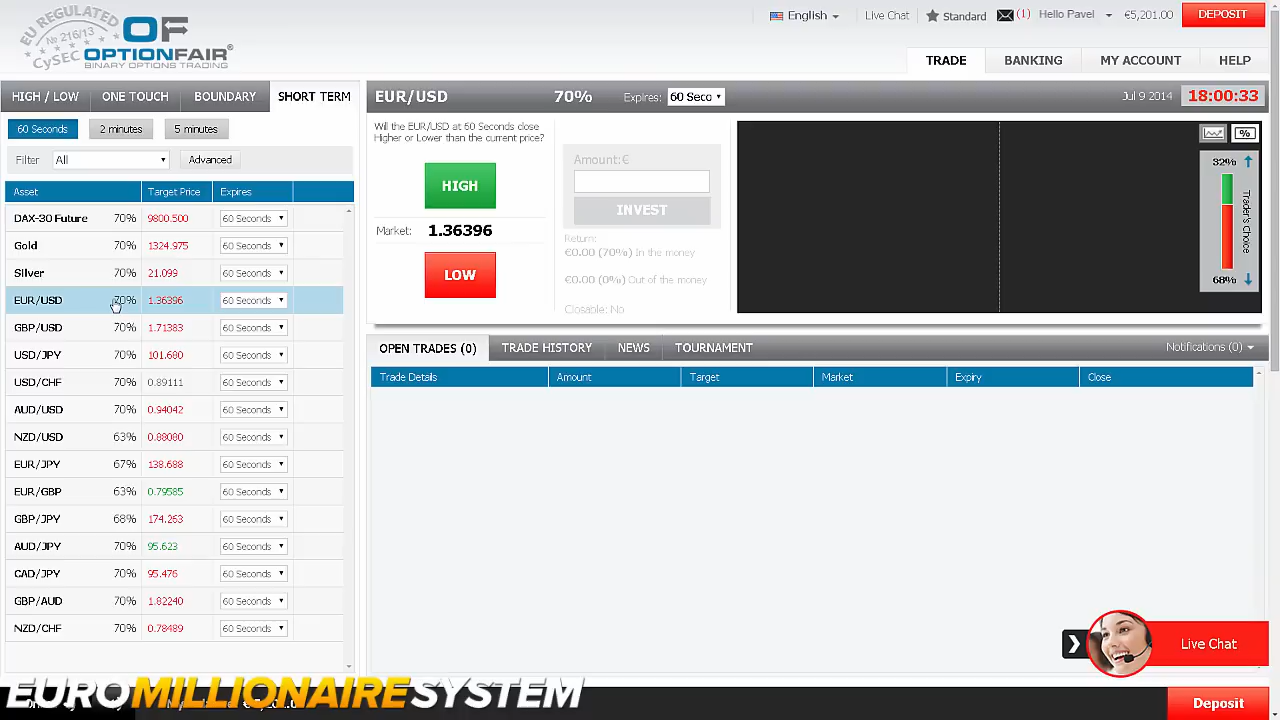 EU REGULATED
№ 216/13
CySEC
OF
OPTIONFAIR®
BINARY OPTIONS TRADING
English
Live Chat
Standard
(1)
Hello Pavel
€5,201.00
DEPOSIT
TRADE
BANKING
MY ACCOUNT
HELP
HIGH / LOW
ONE TOUCH
BOUNDARY
SHORT TERM
60 Seconds
2 minutes
5 minutes
Filter
All
Advanced
Asset Target Price Expires
DAX-30 Future 70% 9800.500 60 Seconds
Gold 70% 1324.975 60 Seconds
Silver 70% 21.099 60 Seconds
EUR/USD 70% 1.36396 60 Seconds
GBP/USD 70% 1.71383 60 Seconds
USD/JPY 70% 101.680 60 Seconds
USD/CHF 70% 0.89111 60 Seconds
AUD/USD 70% 0.94042 60 Seconds
NZD/USD 63% 0.88080 60 Seconds
EUR/JPY 67% 138.688 60 Seconds
EUR/GBP 63% 0.79585 60 Seconds
GBP/JPY 68% 174.263 60 Seconds
AUD/JPY 70% 95.623 60 Seconds
CAD/JPY 70% 95.476 60 Seconds
GBP/AUD 70% 1.82240 60 Seconds
NZD/CHF 70% 0.78489 60 Seconds
EUR/USD 70% Expires: 60 Seco
Jul 9 2014 18:00:33
Will the EUR/USD at 60 Seconds close
Higher or Lower than the current price?
HIGH
Market: 1.36396
LOW
Amount: €
INVEST
Return:
€0.00 (70%) In the money
€0.00 (0%) Out of the money
Closable: No
%
32%
Trader's Choice
68%
OPEN TRADES (0)
TRADE HISTORY
NEWS
TOURNAMENT
Notifications (0)
Trade Details Amount Target Market Expiry Close
Live Chat
EUROMILLIONAIRESYSTEM
Deposit